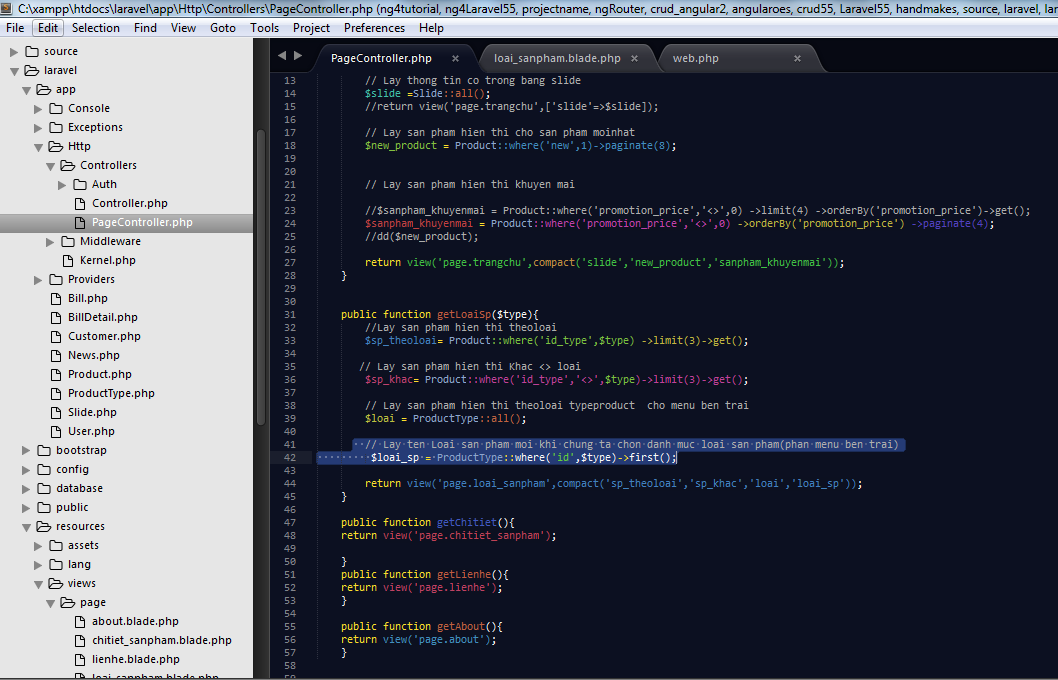 C:\xampp\htdocs\laravel\app\Http\Controllers\PageController.php (ng4tutorial, ng4Laravel55, projectname, ngRouter, crud_angular2, angularoes, crud55, Laravel55, handmakes, source, laravel, lar
File Edit Selection Find View Goto Tools Project Preferences Help
source
laravel
app
Console
Exceptions
Http
Controllers
Auth
Controller.php
PageController.php
Middleware
Kernel.php
Providers
Bill.php
BillDetail.php
Customer.php
News.php
Product.php
ProductType.php
Slide.php
User.php
bootstrap
config
database
public
resources
assets
lang
views
page
about.blade.php
chitiet_sanpham.blade.php
lienhe.blade.php
loai_sanpham.blade.php
PageController.php × loai_sanpham.blade.php × web.php ×
13 // Lay thong tin co trong bang slide
14 $slide =Slide::all();
15 //return view('page.trangchu',['slide'=>$slide]);
16
17 // Lay san pham hien thi cho san pham moinhat
18 $new_product = Product::where('new',1)->paginate(8);
19
20
21 // Lay san pham hien thi khuyen mai
22
23 //$sanpham_khuyenmai = Product::where('promotion_price','<>',0) ->limit(4) ->orderBy('promotion_price')->get();
24 $sanpham_khuyenmai = Product::where('promotion_price','<>',0) ->orderBy('promotion_price') ->paginate(4);
25 //dd($new_product);
26
27 return view('page.trangchu',compact('slide','new_product','sanpham_khuyenmai'));
28 }
29
30
31 public function getLoaiSp($type){
32 //Lay san pham hien thi theoloai
33 $sp_theoloai= Product::where('id_type',$type) ->limit(3)->get();
34
35 // Lay san pham hien thi Khac <> loai
36 $sp_khac= Product::where('id_type','<>',$type)->limit(3)->get();
37
38 // Lay san pham hien thi theoloai typeproduct  cho menu ben trai
39 $loai = ProductType::all();
40
41 // Lay ten Loai san pham moi khi chung ta chon danh muc loai san pham(phan menu ben trai)
42 $loai_sp = ProductType::where('id',$type)->first();
43
44 return view('page.loai_sanpham',compact('sp_theoloai','sp_khac','loai','loai_sp'));
45 }
46
47 public function getChitiet(){
48 return view('page.chitiet_sanpham');
49
50 }
51 public function getLienhe(){
52 return view('page.lienhe');
53 }
54
55 public function getAbout(){
56 return view('page.about');
57 }
58
59